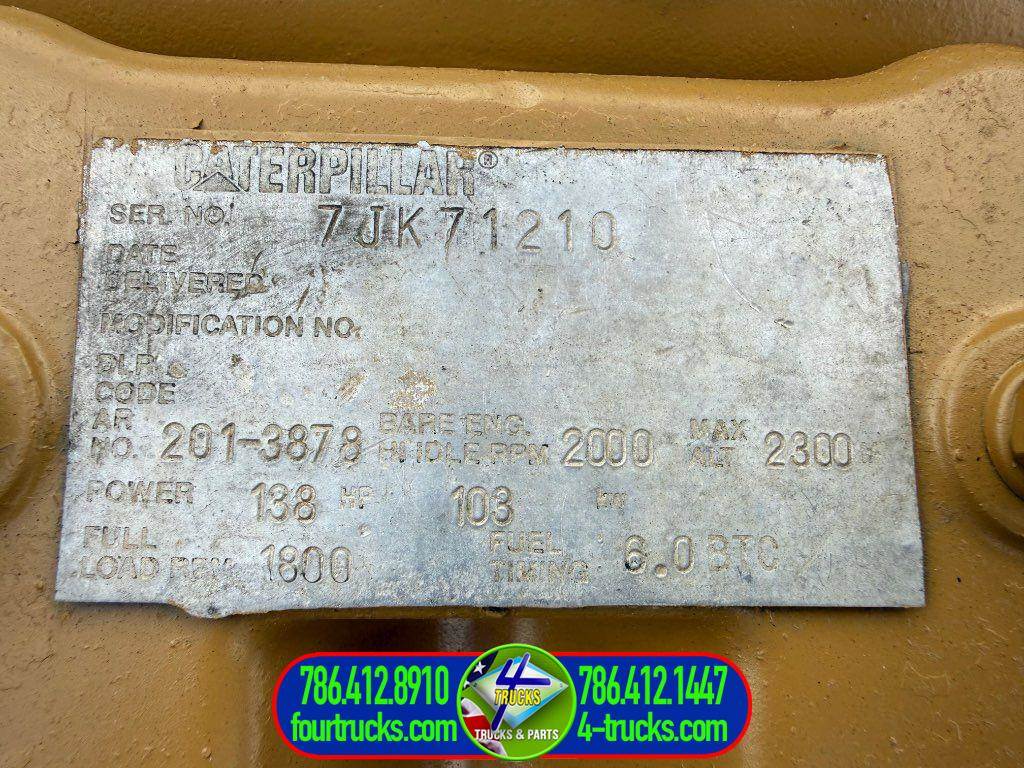 CATERPILLAR®
SER. NO. 7JK71210
DATE
DELIVERED
MODIFICATION NO.
DLR
CODE
AR
NO. 201-3878 BARE ENG.
HI IDLE RPM 2000 MAX
ALT 2300
POWER 138 HP 103 kW
FULL
LOAD RPM 1800 FUEL
TIMING 6.0 BTC
786.412.8910 4 TRUCKS 786.412.1447
fourtrucks.com TRUCKS & PARTS 4-trucks.com